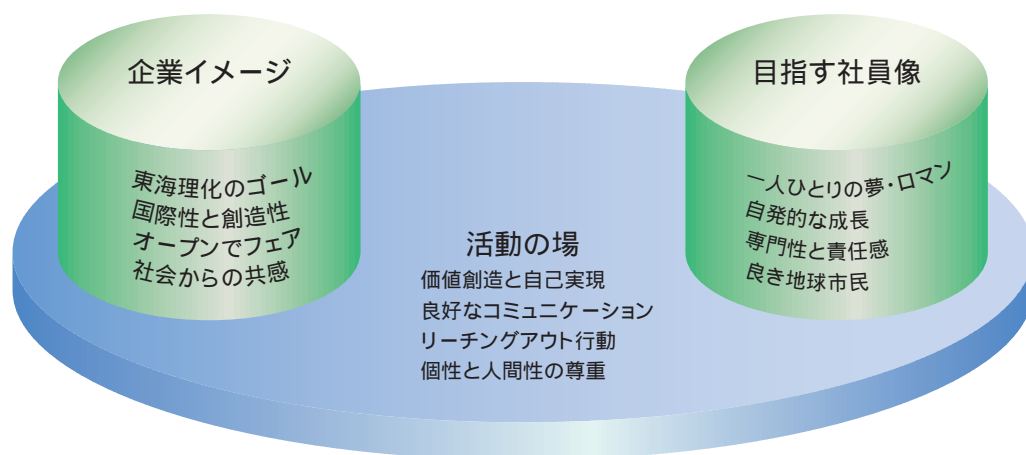 企業イメージ
東海理化のゴール
国際性と創造性
オープンでフェア
社会からの共感
活動の場
価値創造と自己実現
良好なコミュニケーション
リーチングアウト行動
個性と人間性の尊重
目指す社員像
一人ひとりの夢・ロマン
自発的な成長
専門性と責任感
良き地球市民